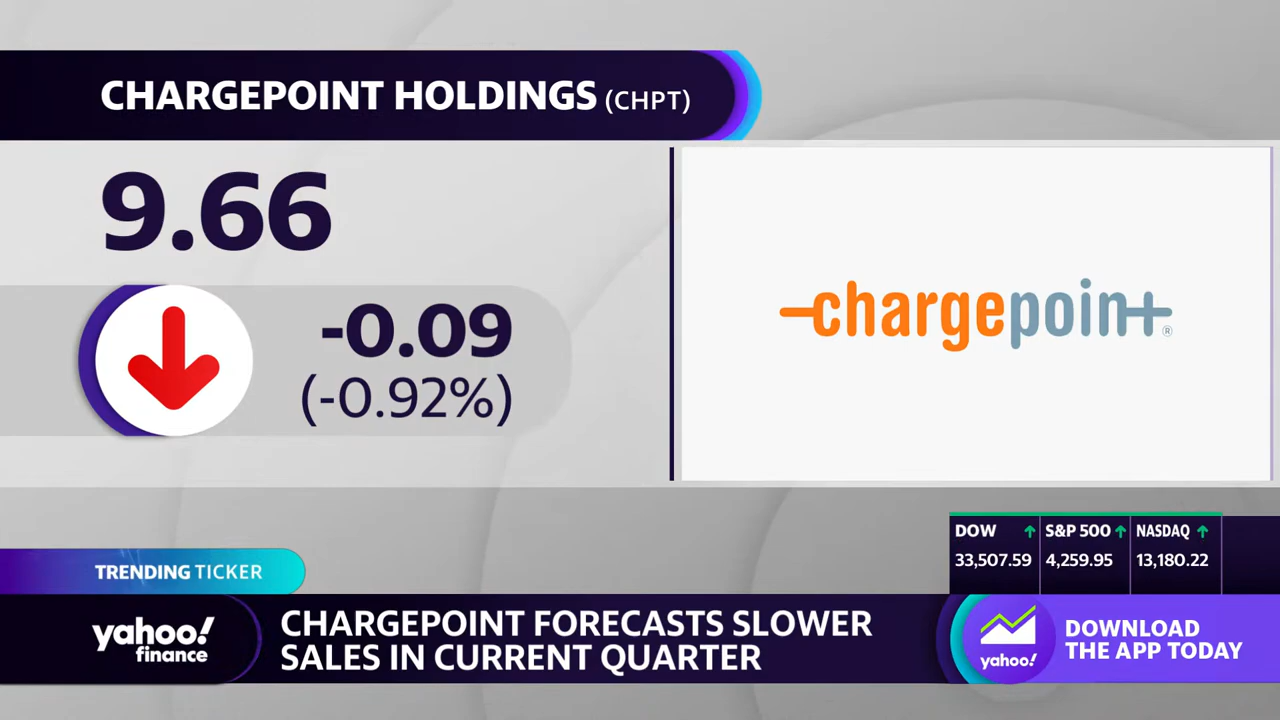 CHARGEPOINT HOLDINGS (CHPT)
9.66
-0.09
(-0.92%)
chargepoint®
DOW
33,507.59
S&P 500
4,259.95
NASDAQ
13,180.22
TRENDING TICKER
yahoo!
finance
CHARGEPOINT FORECASTS SLOWER
SALES IN CURRENT QUARTER
yahoo!
DOWNLOAD
THE APP TODAY